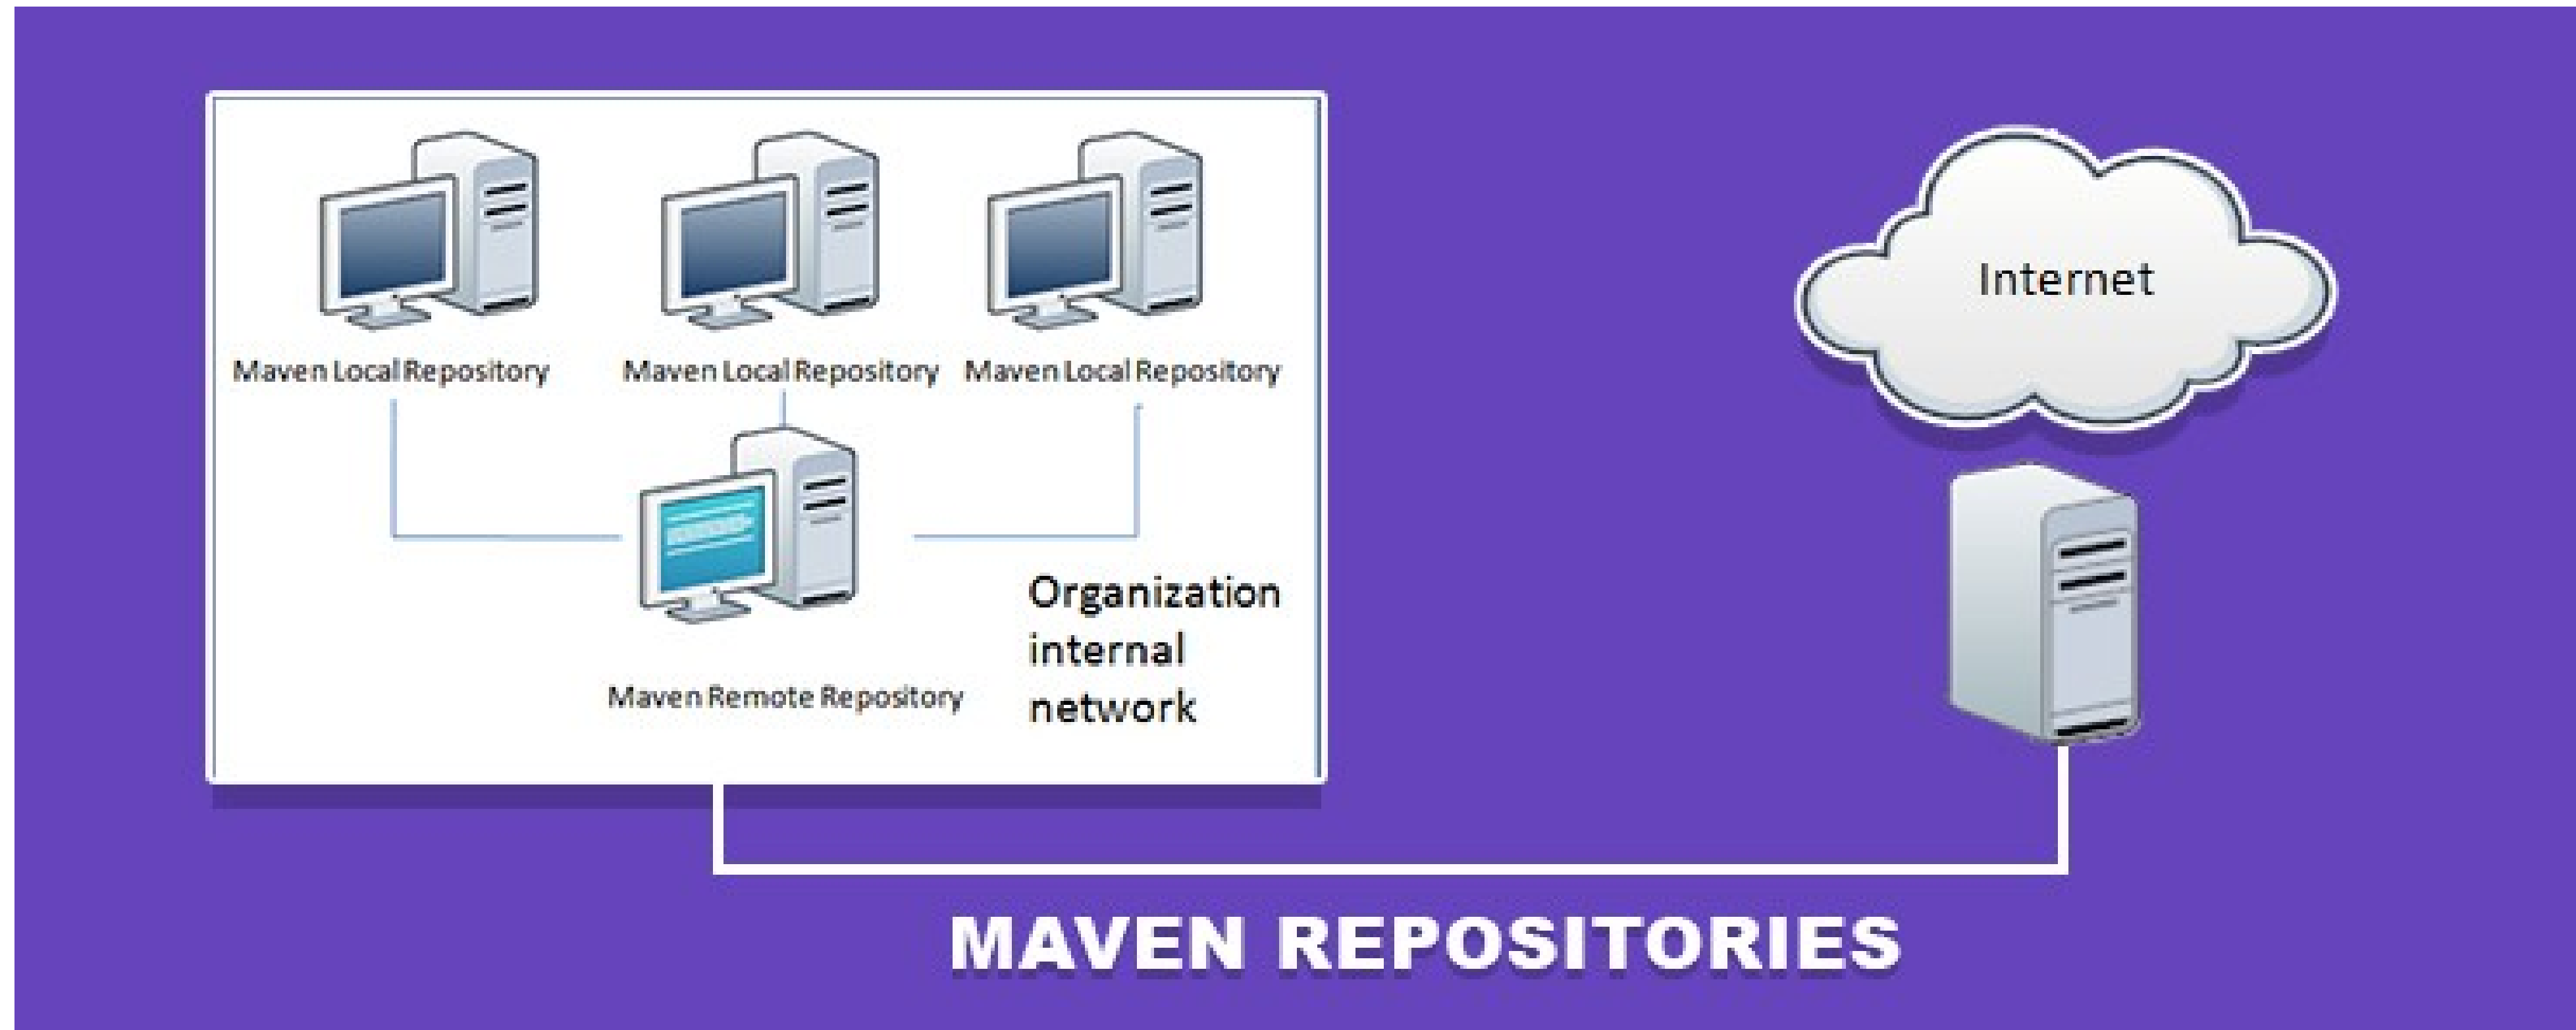 Maven Local Repository
Maven Local Repository
Maven Local Repository
Maven Remote Repository
Organization
internal
network
Internet
MAVEN REPOSITORIES